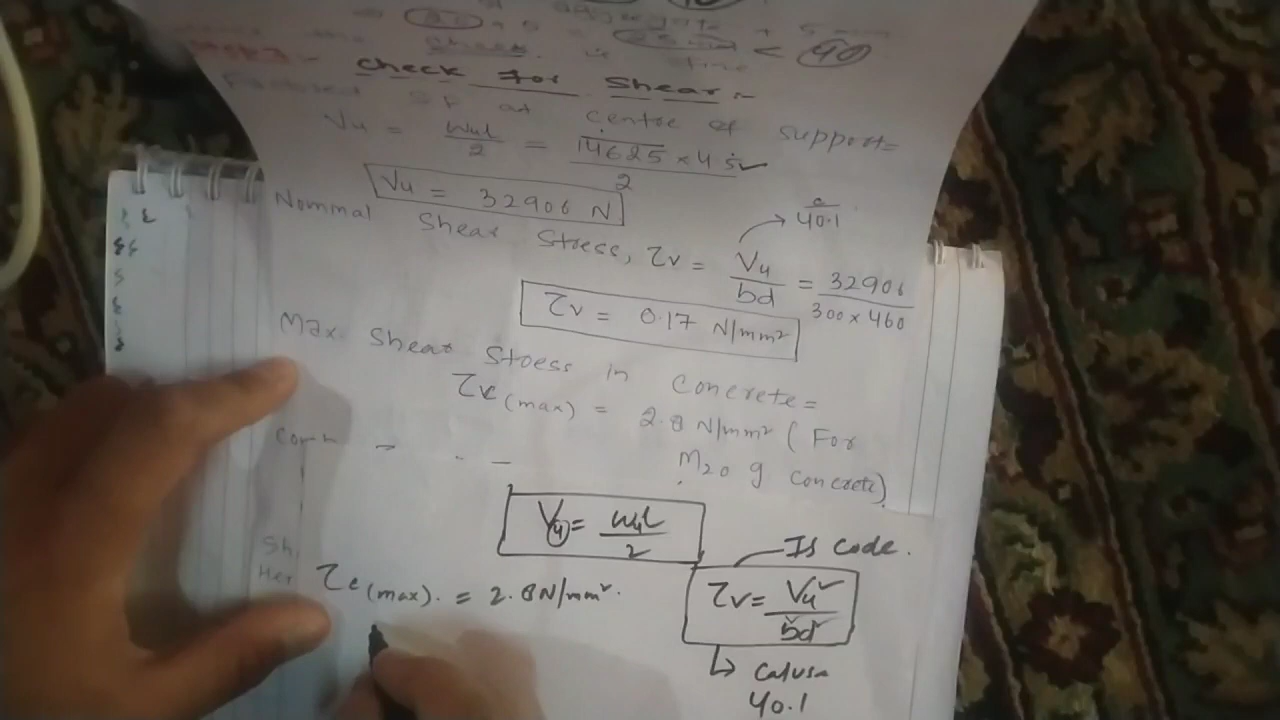 < 40
Check for Shear :-
centre of support =
Vu = wul/2 = 14625 × 4.5/2
Vu = 32906 N
c
40.1
Nominal Shear Stress, τv = Vu/bd = 32906/300 × 460
τv = 0.17 N/mm²
Max. Shear Stress in Concrete =
τc (max) = 2.8 N/mm² (For
M20 g concrete)
Vu = wul/2
Is code.
τc (max). = 2.8 N/mm².
τv = Vu/bd
40.1